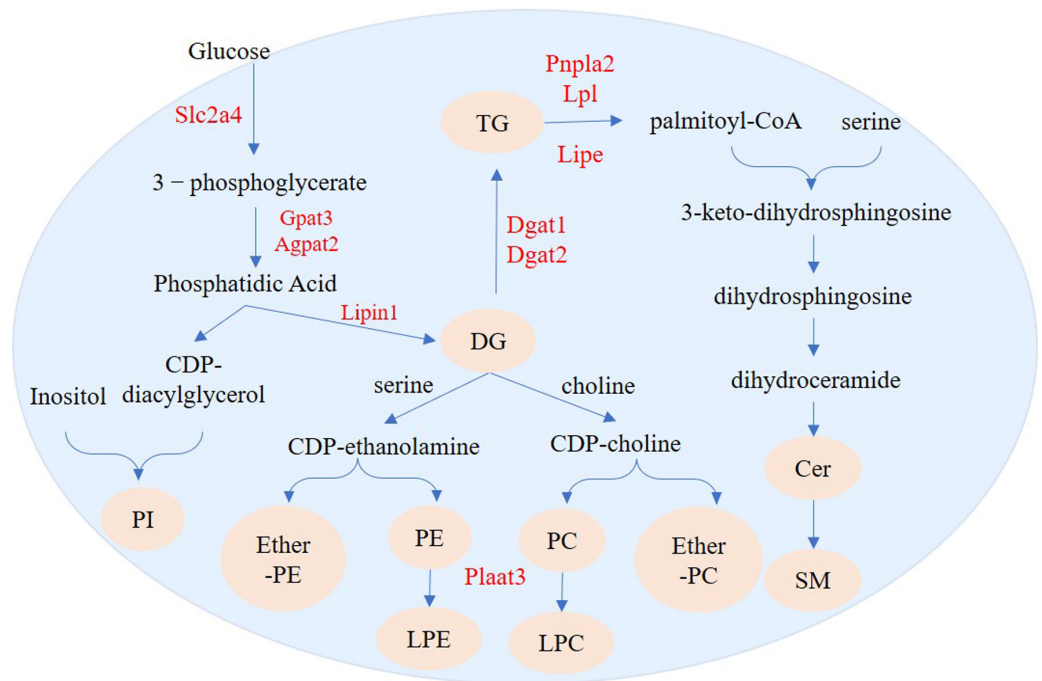 Glucose
Slc2a4
3 − phosphoglycerate
Gpat3
Agpat2
Phosphatidic Acid
Lipin1
CDP-
diacylglycerol
Inositol
PI
TG
Pnpla2
Lpl
Lipe
Dgat1
Dgat2
DG
serine
choline
CDP-ethanolamine
CDP-choline
Ether
-PE
PE
PC
Ether
-PC
Plaat3
LPE
LPC
palmitoyl-CoA
serine
3-keto-dihydrosphingosine
dihydrosphingosine
dihydroceramide
Cer
SM